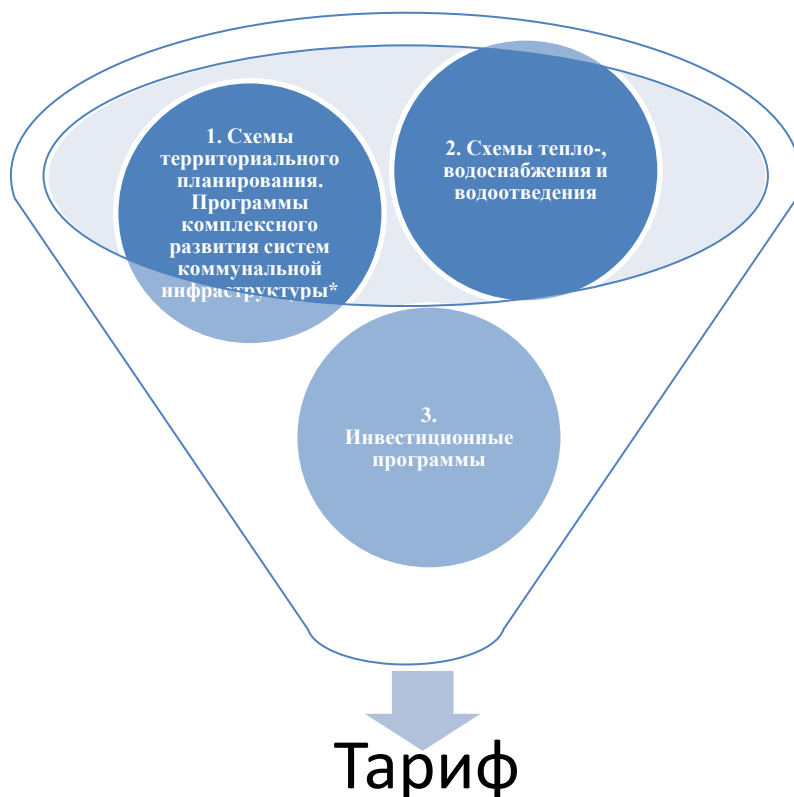 1. Схемы
территориального
планирования.
Программы
комплексного
развития систем
коммунальной
инфраструктуры*
2. Схемы тепло-,
водоснабжения и
водоотведения
3.
Инвестиционные
программы
Тариф